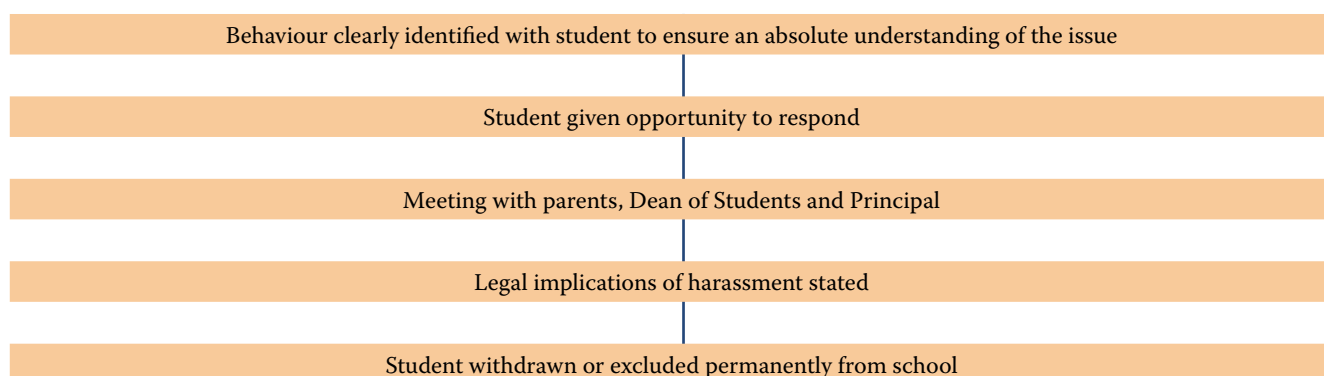 Behaviour clearly identified with student to ensure an absolute understanding of the issue
Student given opportunity to respond
Meeting with parents, Dean of Students and Principal
Legal implications of harassment stated
Student withdrawn or excluded permanently from school